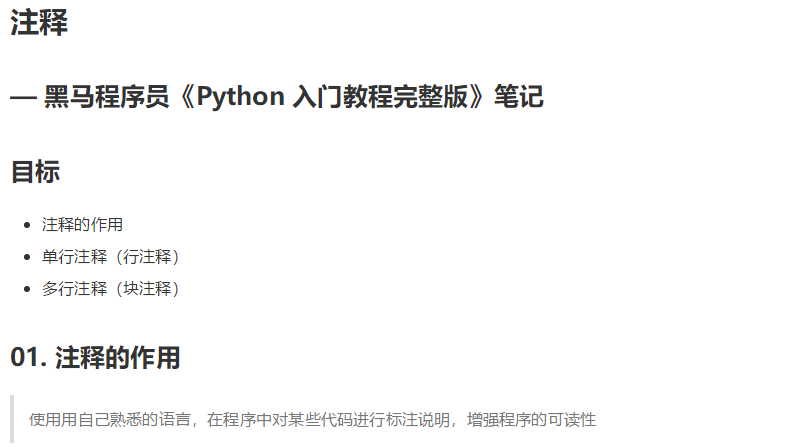 注释
— 黑马程序员《Python 入门教程完整版》笔记
目标
注释的作用
单行注释（行注释）
多行注释（块注释）
01. 注释的作用
使用用自己熟悉的语言，在程序中对某些代码进行标注说明，增强程序的可读性